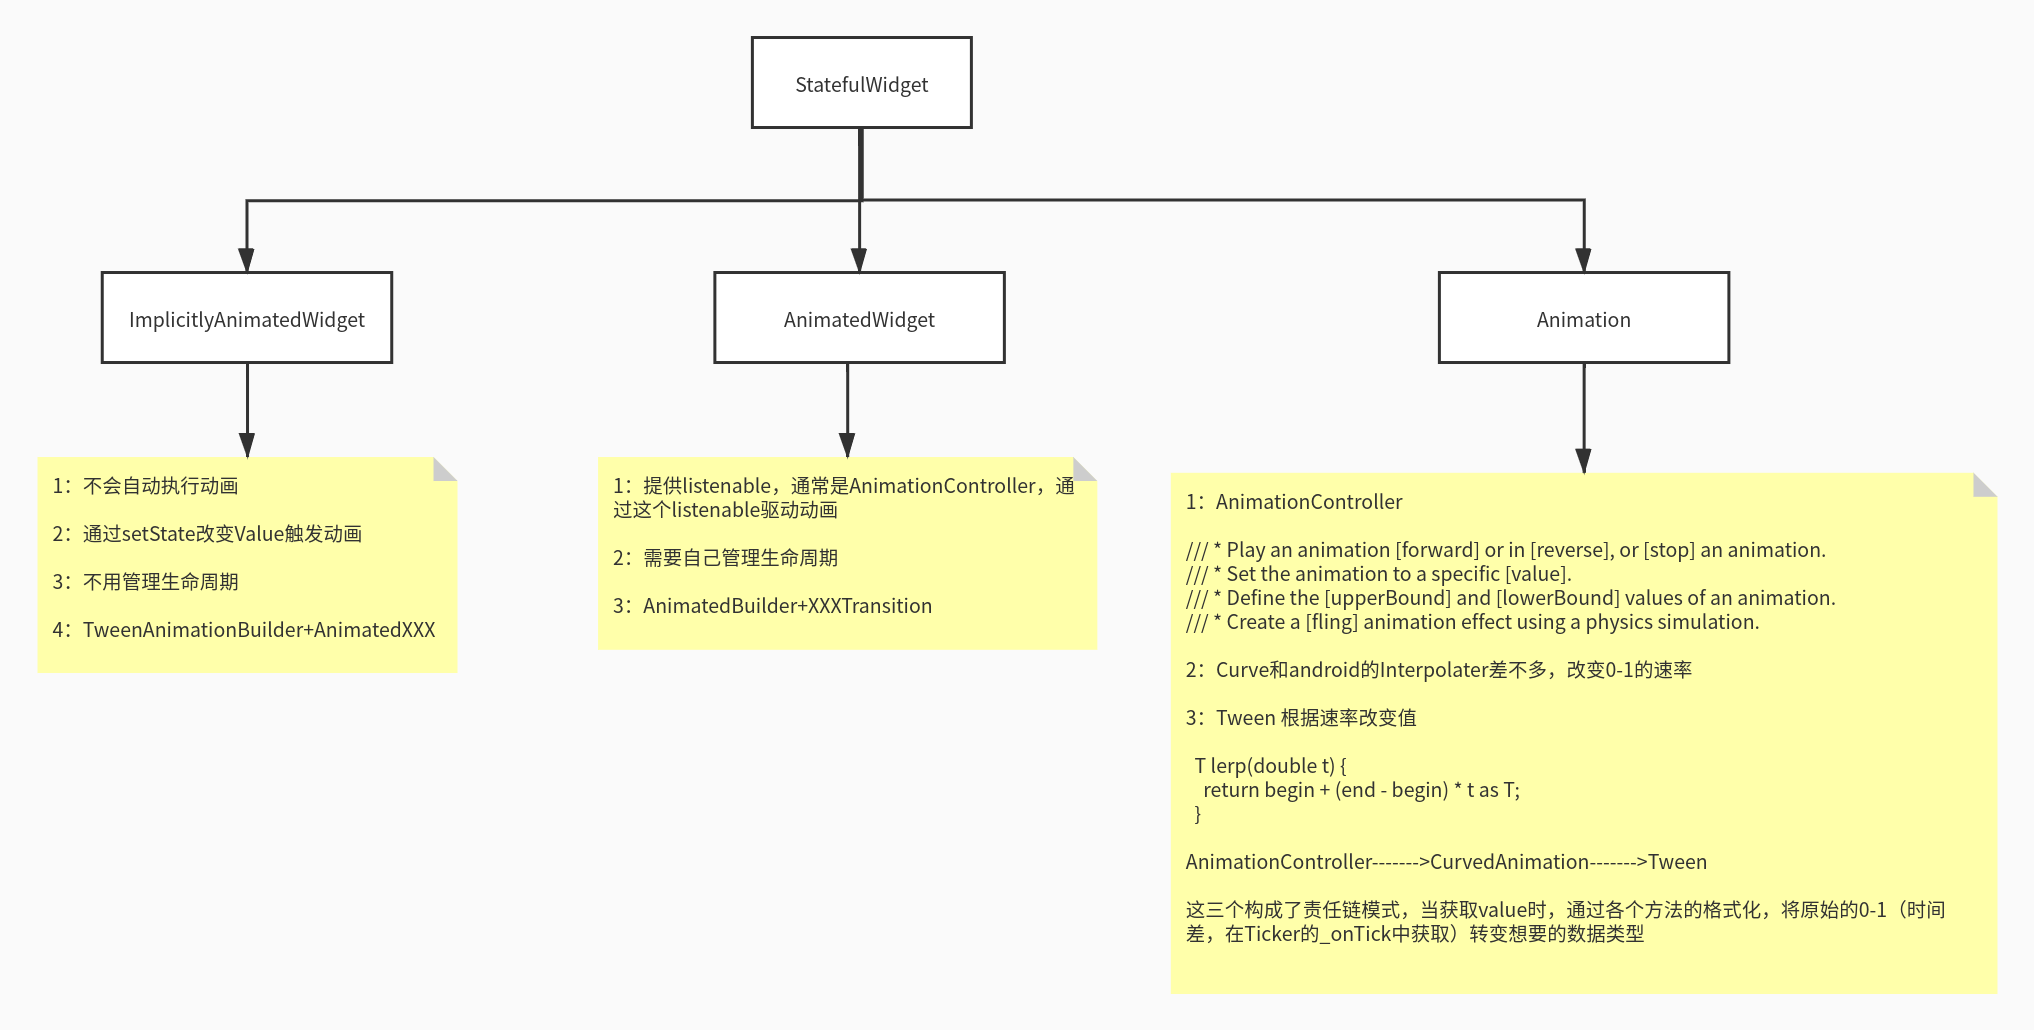 StatefulWidget
ImplicitlyAnimatedWidget
AnimatedWidget
Animation
1：不会自动执行动画
2：通过setState改变Value触发动画
3：不用管理生命周期
4：TweenAnimationBuilder+AnimatedXXX
1：提供listenable，通常是AnimationController，通
过这个listenable驱动动画
2：需要自己管理生命周期
3：AnimatedBuilder+XXXTransition
1：AnimationController
/// * Play an animation [forward] or in [reverse], or [stop] an animation.
/// * Set the animation to a specific [value].
/// * Define the [upperBound] and [lowerBound] values of an animation.
/// * Create a [fling] animation effect using a physics simulation.
2：Curve和android的Interpolater差不多，改变0-1的速率
3：Tween 根据速率改变值
T lerp(double t) {
return begin + (end - begin) * t as T;
}
AnimationController------->CurvedAnimation------->Tween
这三个构成了责任链模式，当获取value时，通过各个方法的格式化，将原始的0-1（时间
差，在Ticker的_onTick中获取）转变想要的数据类型